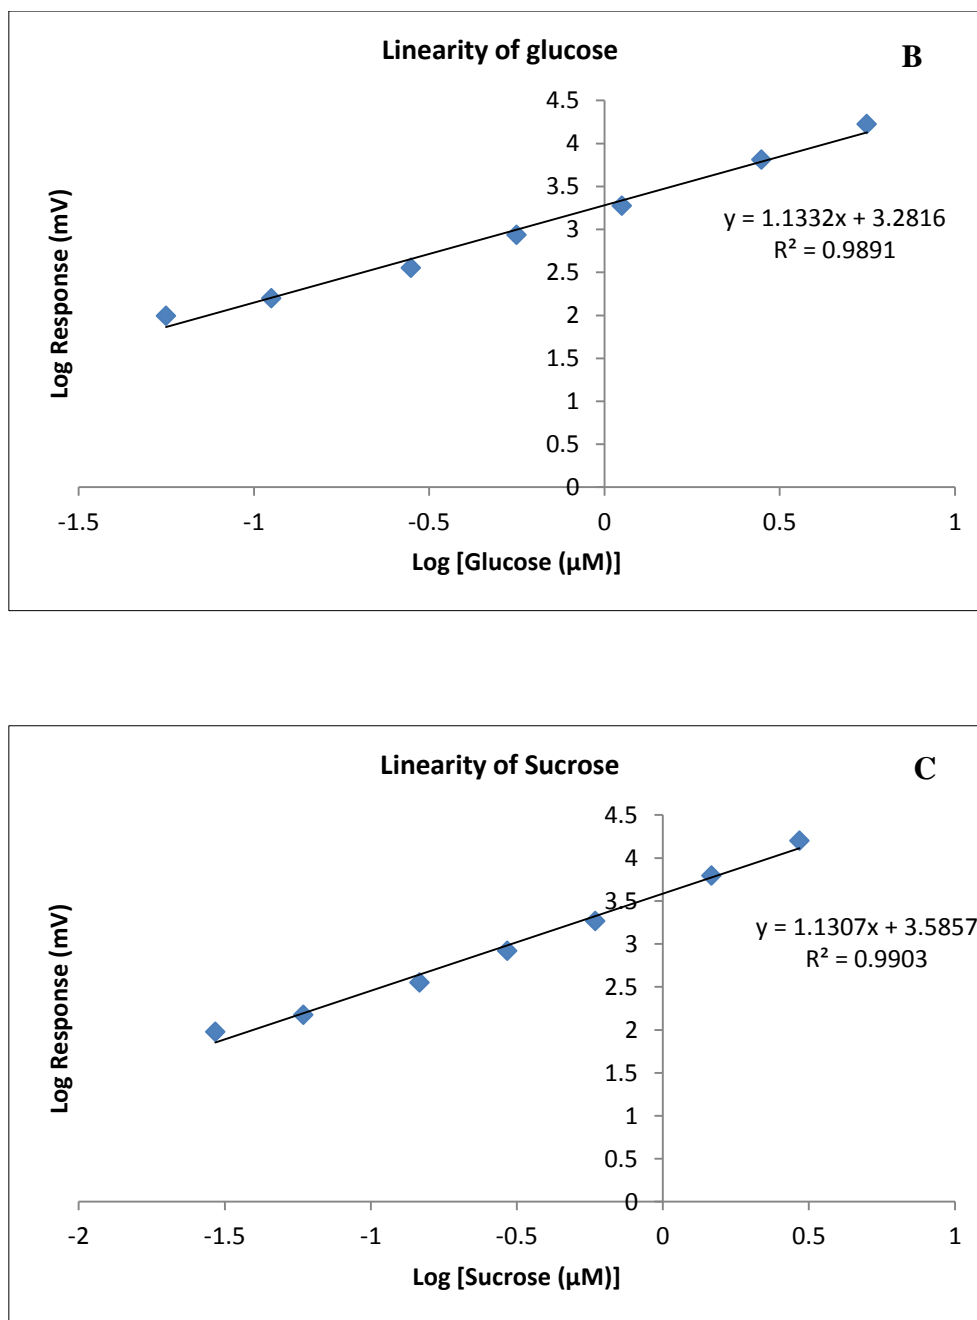 Linearity of glucose
B
4.5
4
3.5
3
2.5
2
1.5
1
0.5
0
Log Response (mV)
y = 1.1332x + 3.2816
R² = 0.9891
-1.5 -1 -0.5 0 0.5 1
Log [Glucose (µM)]
Linearity of Sucrose
C
4.5
4
3.5
3
2.5
2
1.5
1
0.5
0
Log Response (mV)
y = 1.1307x + 3.5857
R² = 0.9903
-2 -1.5 -1 -0.5 0 0.5 1
Log [Sucrose (µM)]